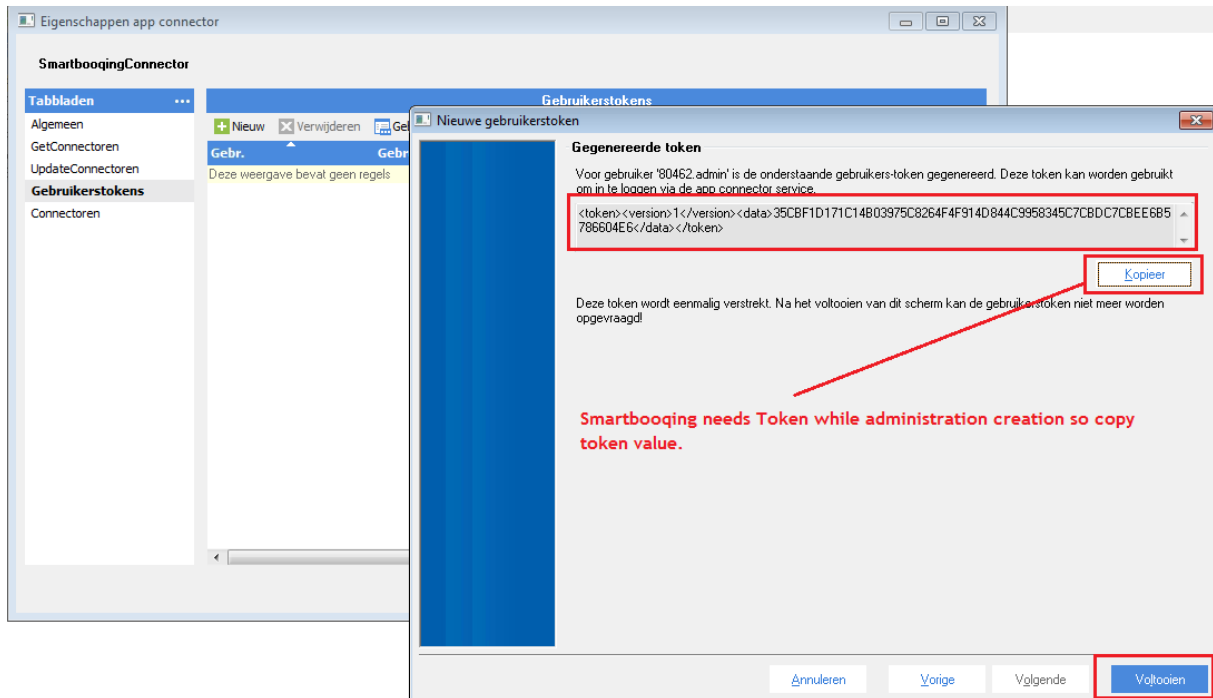 Eigenschappen app connector
SmartbooqingConnector
Tabbladen ...
Algemeen
GetConnectoren
UpdateConnectoren
Gebruikerstokens
Connectoren
Gebruikerstokens
Nieuw Verwijderen Gel
Gebr. Gebr
Deze weergave bevat geen regels
Nieuwe gebruikerstoken
Gegenereerde token
Voor gebruiker '80462.admin' is de onderstaande gebruikers-token gegenereerd. Deze token kan worden gebruikt
om in te loggen via de app connector service.
<token><version>1</version><data>35CBF1D171C14B03975C8264F4F914D844C9958345C7CBDC7CBEE6B5
786604E6</data></token>
Kopieer
Deze token wordt eenmalig verstrekt. Na het voltooien van dit scherm kan de gebruikerstoken niet meer worden
opgevraagd!
Smartbooqing needs Token while administration creation so copy
token value.
Annuleren Vorige Volgende Voltooien